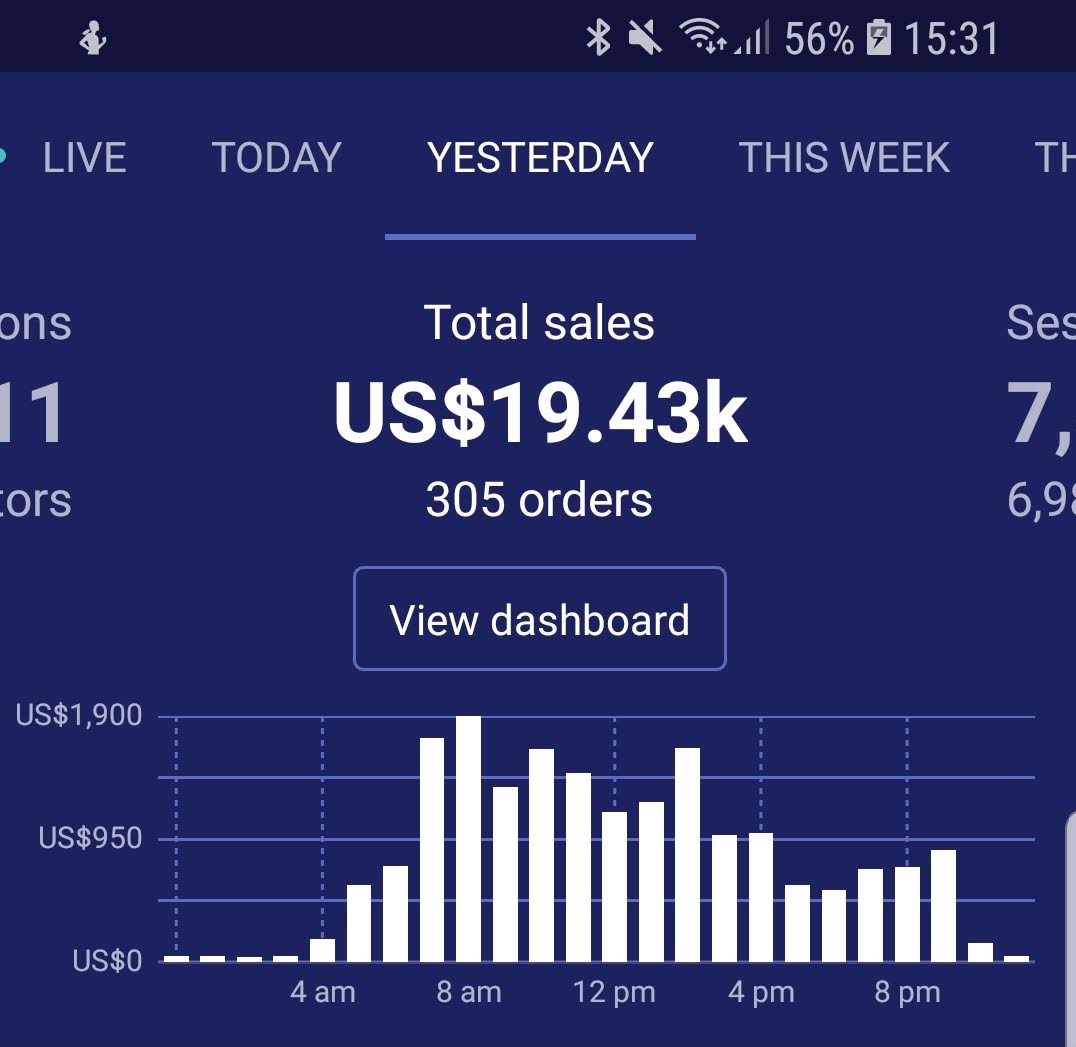 56% 15:31
LIVE TODAY YESTERDAY THIS WEEK TH
ons Total sales Ses
11 US$19.43k 7,
tors 305 orders 6,98
View dashboard
US$1,900
US$950
US$0
4 am 8 am 12 pm 4 pm 8 pm